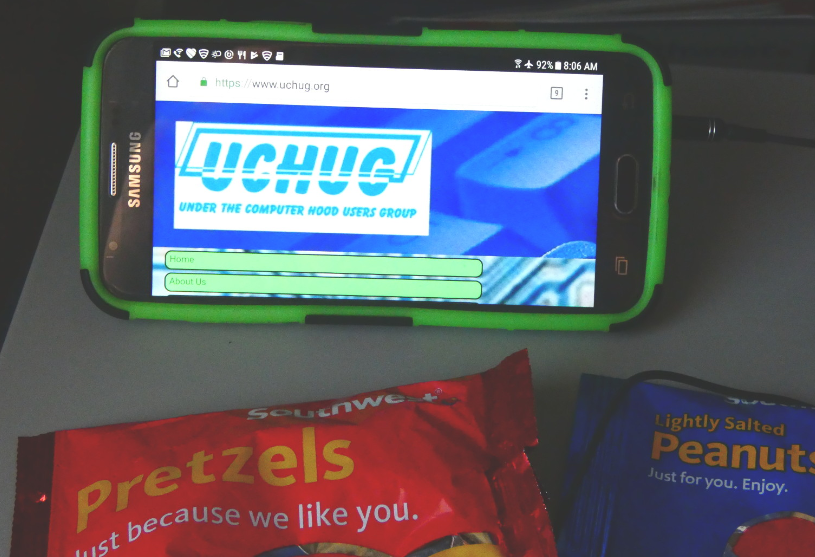 92% 8:06 AM
https://www.uchug.org
9
SAMSUNG
UCHUG
UNDER THE COMPUTER HOOD USERS GROUP
Home
About Us
Southwest
Pretzels
Just because we like you.
Lightly Salted
Peanuts
Just for you. Enjoy.